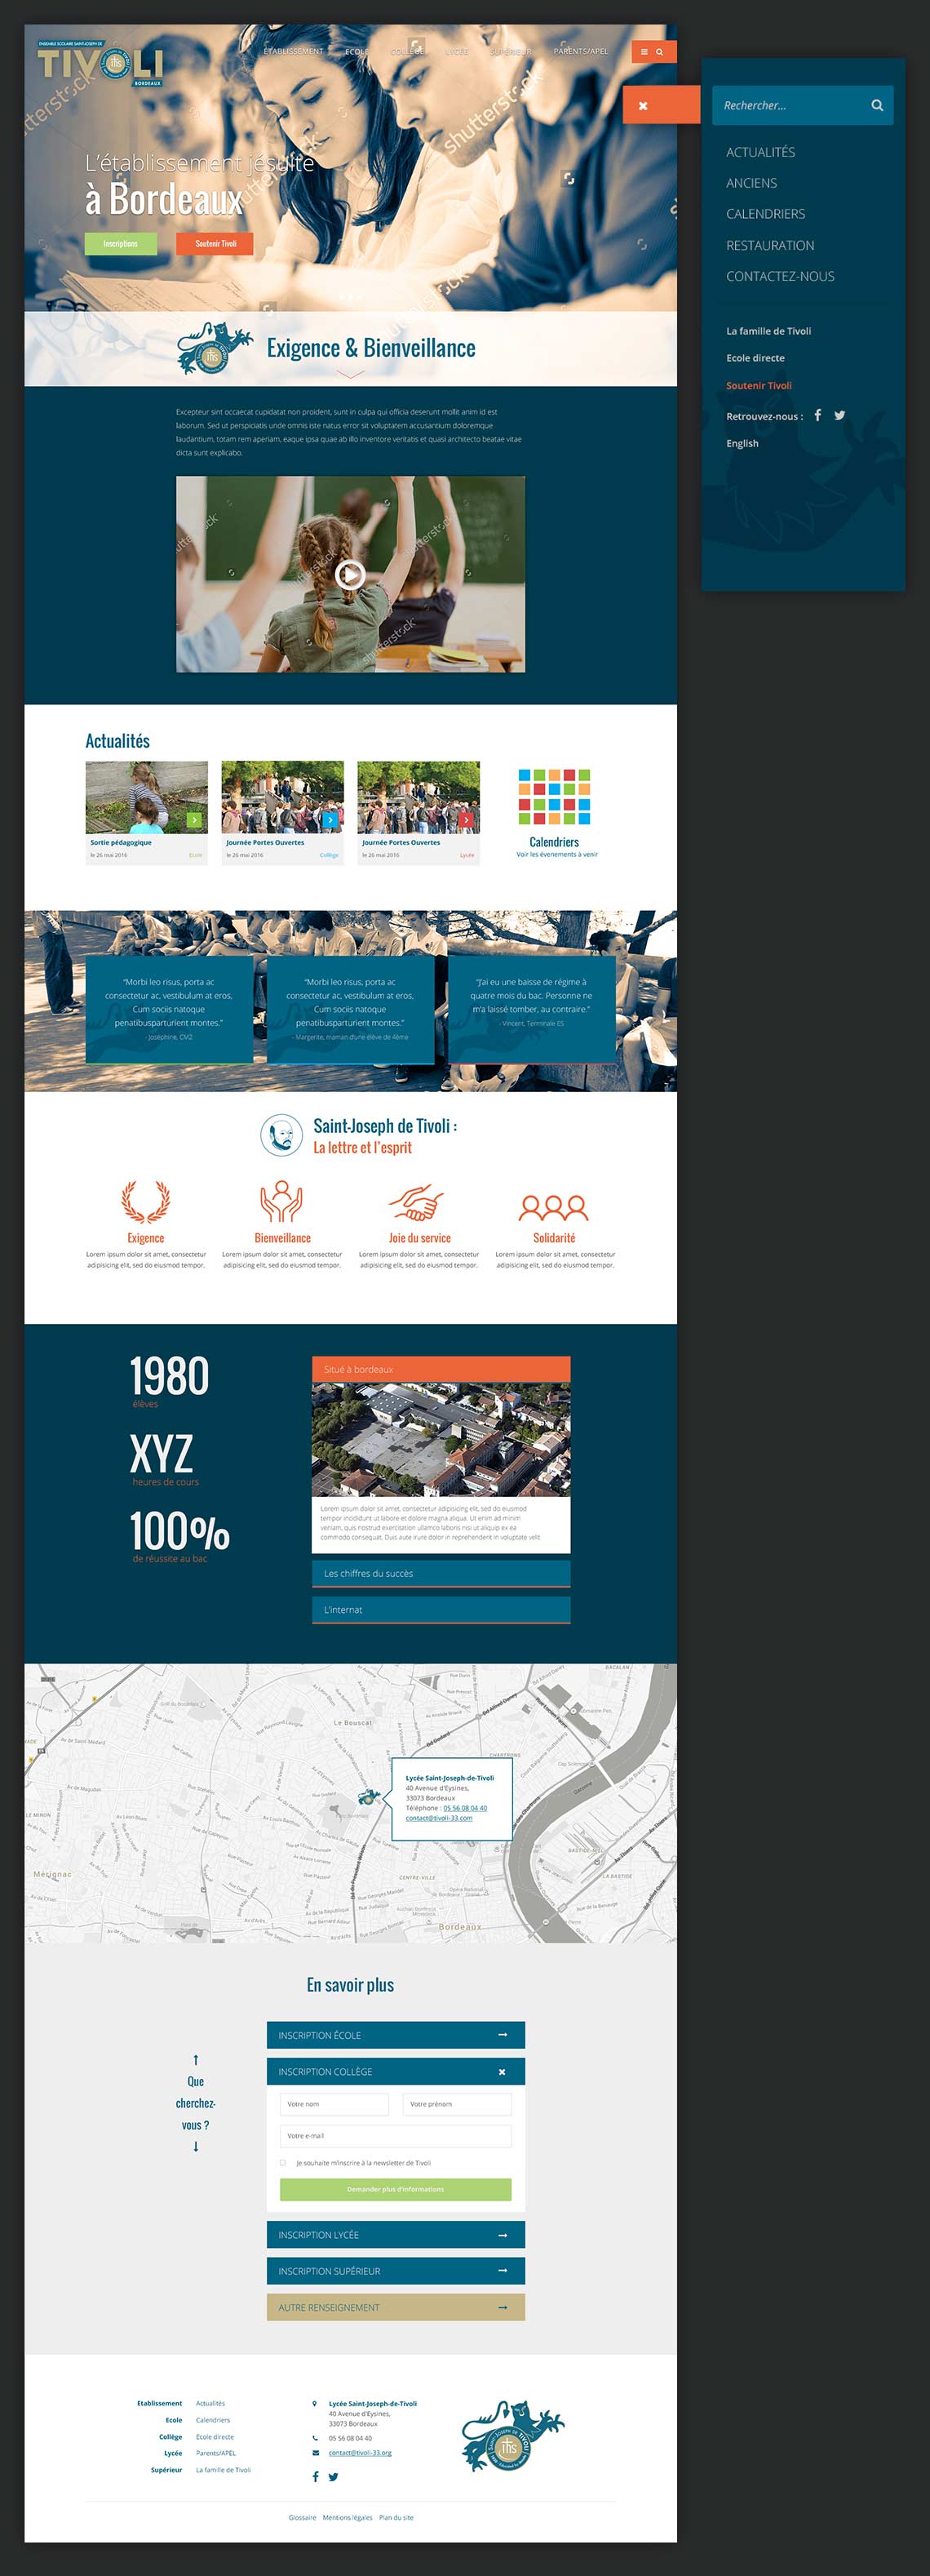 ENSEMBLE SCOLAIRE SAINT-JOSEPH DE
TIVOLI
BORDEAUX
ÉTABLISSEMENT ECOLE COLLÈGE LYCÉE SUPÉRIEUR PARENTS/APEL
L'établissement jésuite
à Bordeaux
Inscriptions Soutenir Tivoli
shutterstock
Exigence & Bienveillance
Excepteur sint occaecat cupidatat non proident, sunt in culpa qui officia deserunt mollit anim id est
laborum. Sed ut perspiciatis unde omnis iste natus error sit voluptatem accusantium doloremque
laudantium, totam rem aperiam, eaque ipsa quae ab illo inventore veritatis et quasi architecto beatae vitae
dicta sunt explicabo.
shutterstock
Actualités
Sortie pédagogique
le 26 mai 2016 Ecole
Journée Portes Ouvertes
le 26 mai 2016 Collège
Journée Portes Ouvertes
le 26 mai 2016 Lycée
Calendriers
Voir les évenements à venir
"Morbi leo risus, porta ac
consectetur ac, vestibulum at eros,
Cum sociis natoque
penatibusparturient montes."
- Joséphine, CM2
"Morbi leo risus, porta ac
consectetur ac, vestibulum at eros,
Cum sociis natoque
penatibusparturient montes."
- Margerite, maman d'une élève de 4ème
"J'ai eu une baisse de régime à
quatre mois du bac. Personne ne
m'a laissé tomber, au contraire."
- Vincent, Terminale ES
Saint-Joseph de Tivoli :
La lettre et l'esprit
Exigence
Lorem ipsum dolor sit amet, consectetur
adipisicing elit, sed do eiusmod tempor.
Bienveillance
Lorem ipsum dolor sit amet, consectetur
adipisicing elit, sed do eiusmod tempor.
Joie du service
Lorem ipsum dolor sit amet, consectetur
adipisicing elit, sed do eiusmod tempor.
Solidarité
Lorem ipsum dolor sit amet, consectetur
adipisicing elit, sed do eiusmod tempor.
1980
élèves
XYZ
heures de cours
100%
de réussite au bac
Situé à bordeaux
Lorem ipsum dolor sit amet, consectetur adipisicing elit, sed do eiusmod
tempor incididunt ut labore et dolore magna aliqua. Ut enim ad minim
veniam, quis nostrud exercitation ullamco laboris nisi ut aliquip ex ea
commodo consequat. Duis aute irure dolor in reprehenderit in voluptate velit
Les chiffres du succès
L'internat
BACALAN
Le Bouscat
CHARTRONS
Mérignac
CENTRE-VILLE
LA BASTIDE
Bordeaux
Lycée Saint-Joseph-de-Tivoli
40 Avenue d'Eysines,
33073 Bordeaux
Téléphone : 05 56 08 04 40
contact@tivoli-33.com
En savoir plus
Que
cherchez-
vous ?
INSCRIPTION ÉCOLE
INSCRIPTION COLLÈGE
Votre nom Votre prénom
Votre e-mail
Je souhaite m'inscrire à la newsletter de Tivoli
Demander plus d'informations
INSCRIPTION LYCÉE
INSCRIPTION SUPÉRIEUR
AUTRE RENSEIGNEMENT
Etablissement
Ecole
Collège
Lycée
Supérieur
Actualités
Calendriers
Ecole directe
Parents/APEL
La famille de Tivoli
Lycée Saint-Joseph-de-Tivoli
40 Avenue d'Eysines,
33073 Bordeaux
05 56 08 04 40
contact@tivoli-33.org
Glossaire Mentions légales Plan du site
Rechercher...
ACTUALITÉS
ANCIENS
CALENDRIERS
RESTAURATION
CONTACTEZ-NOUS
La famille de Tivoli
Ecole directe
Soutenir Tivoli
Retrouvez-nous :
English